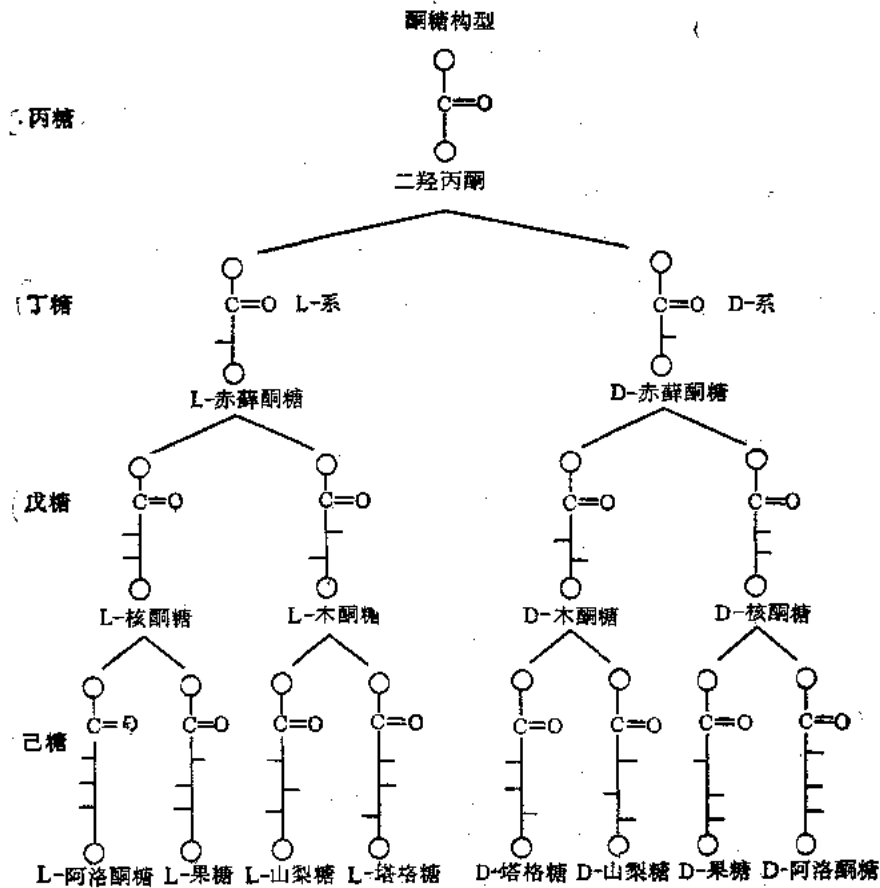 酮糖构型
C=O
丙糖
二羟丙酮
丁糖
C=O L-系
C=O D-系
L-赤藓酮糖
D-赤藓酮糖
戊糖
C=O
C=O
C=O
C=O
L-核酮糖
L-木酮糖
D-木酮糖
D-核酮糖
己糖
C=O
C=O
C=O
C=O
C=O
C=O
C=O
C=O
L-阿洛酮糖
L-果糖
L-山梨糖
L-塔格糖
D-塔格糖
D-山梨糖
D-果糖
D-阿洛酮糖